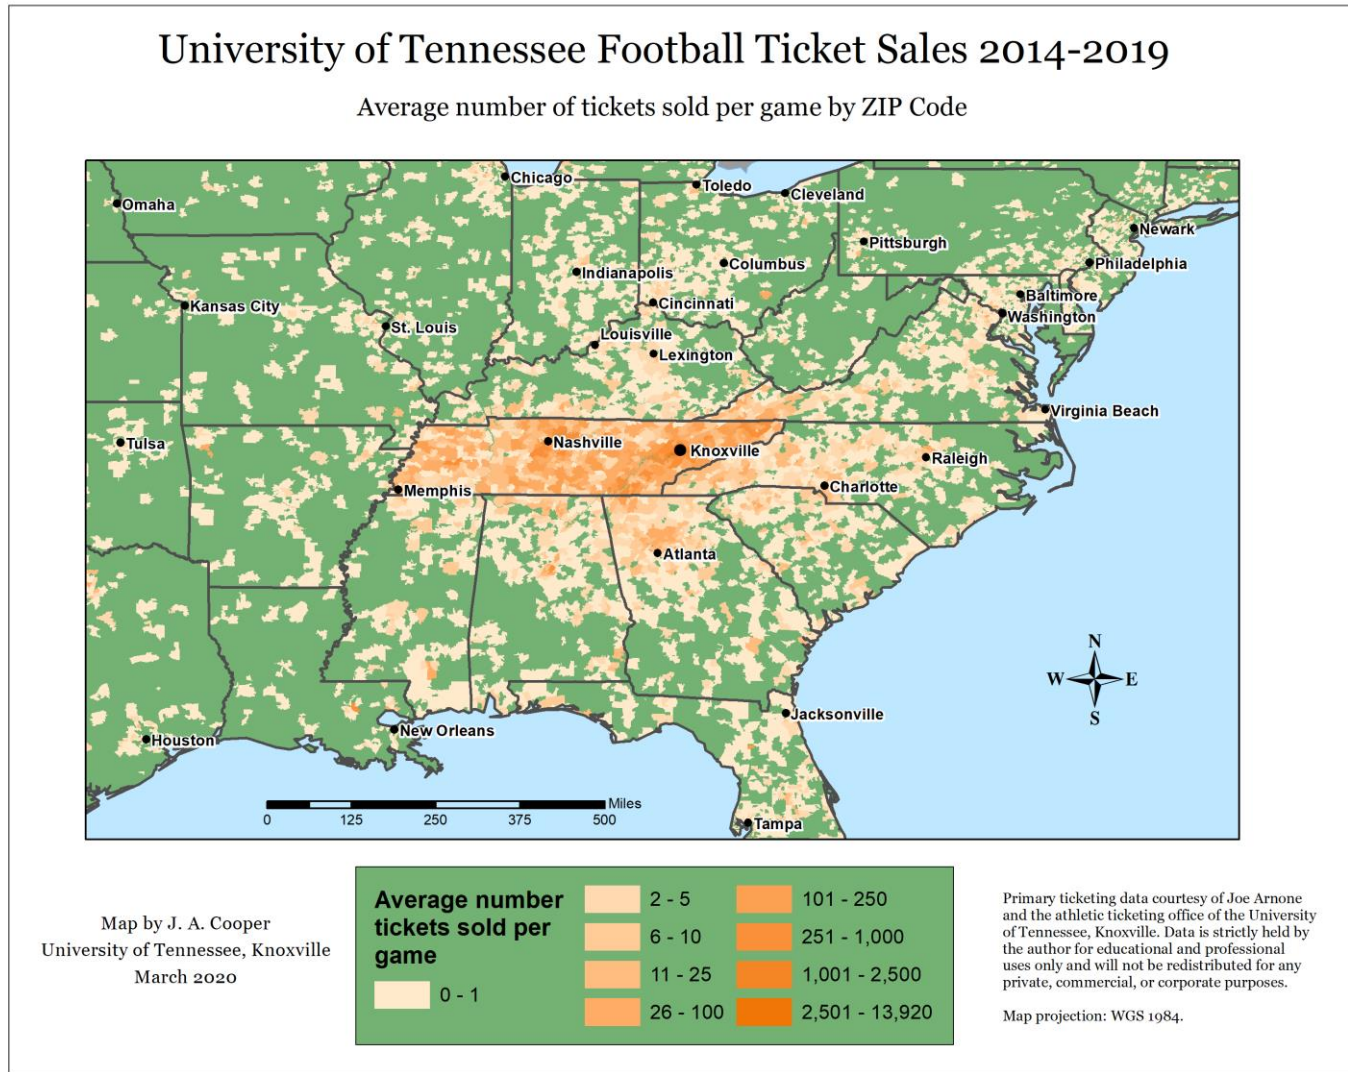 University of Tennessee Football Ticket Sales 2014-2019
Average number of tickets sold per game by ZIP Code
Chicago
Toledo
Cleveland
Omaha
Newark
Pittsburgh
Philadelphia
Indianapolis
Columbus
Kansas City
Cincinnati
Baltimore
Washington
St. Louis
Louisville
Lexington
Virginia Beach
Tulsa
Nashville
Knoxville
Raleigh
Memphis
Charlotte
Atlanta
N
W E
S
Jacksonville
New Orleans
Houston
Miles
0 125 250 375 500
Tampa
Map by J. A. Cooper
University of Tennessee, Knoxville
March 2020
Average number
tickets sold per
game
0 - 1
2 - 5
6 - 10
11 - 25
26 - 100
101 - 250
251 - 1,000
1,001 - 2,500
2,501 - 13,920
Primary ticketing data courtesy of Joe Arnone
and the athletic ticketing office of the University
of Tennessee, Knoxville. Data is strictly held by
the author for educational and professional
uses only and will not be redistributed for any
private, commercial, or corporate purposes.
Map projection: WGS 1984.